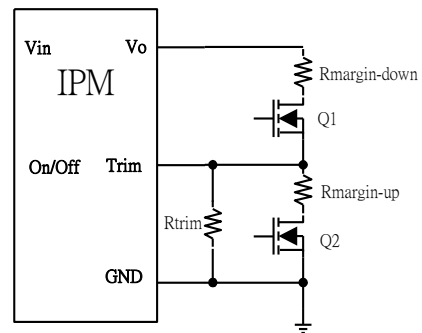 Vin Vo
Rmargin-down
IPM
Q1
On/Off Trim
Rmargin-up
Rtrim
Q2
GND